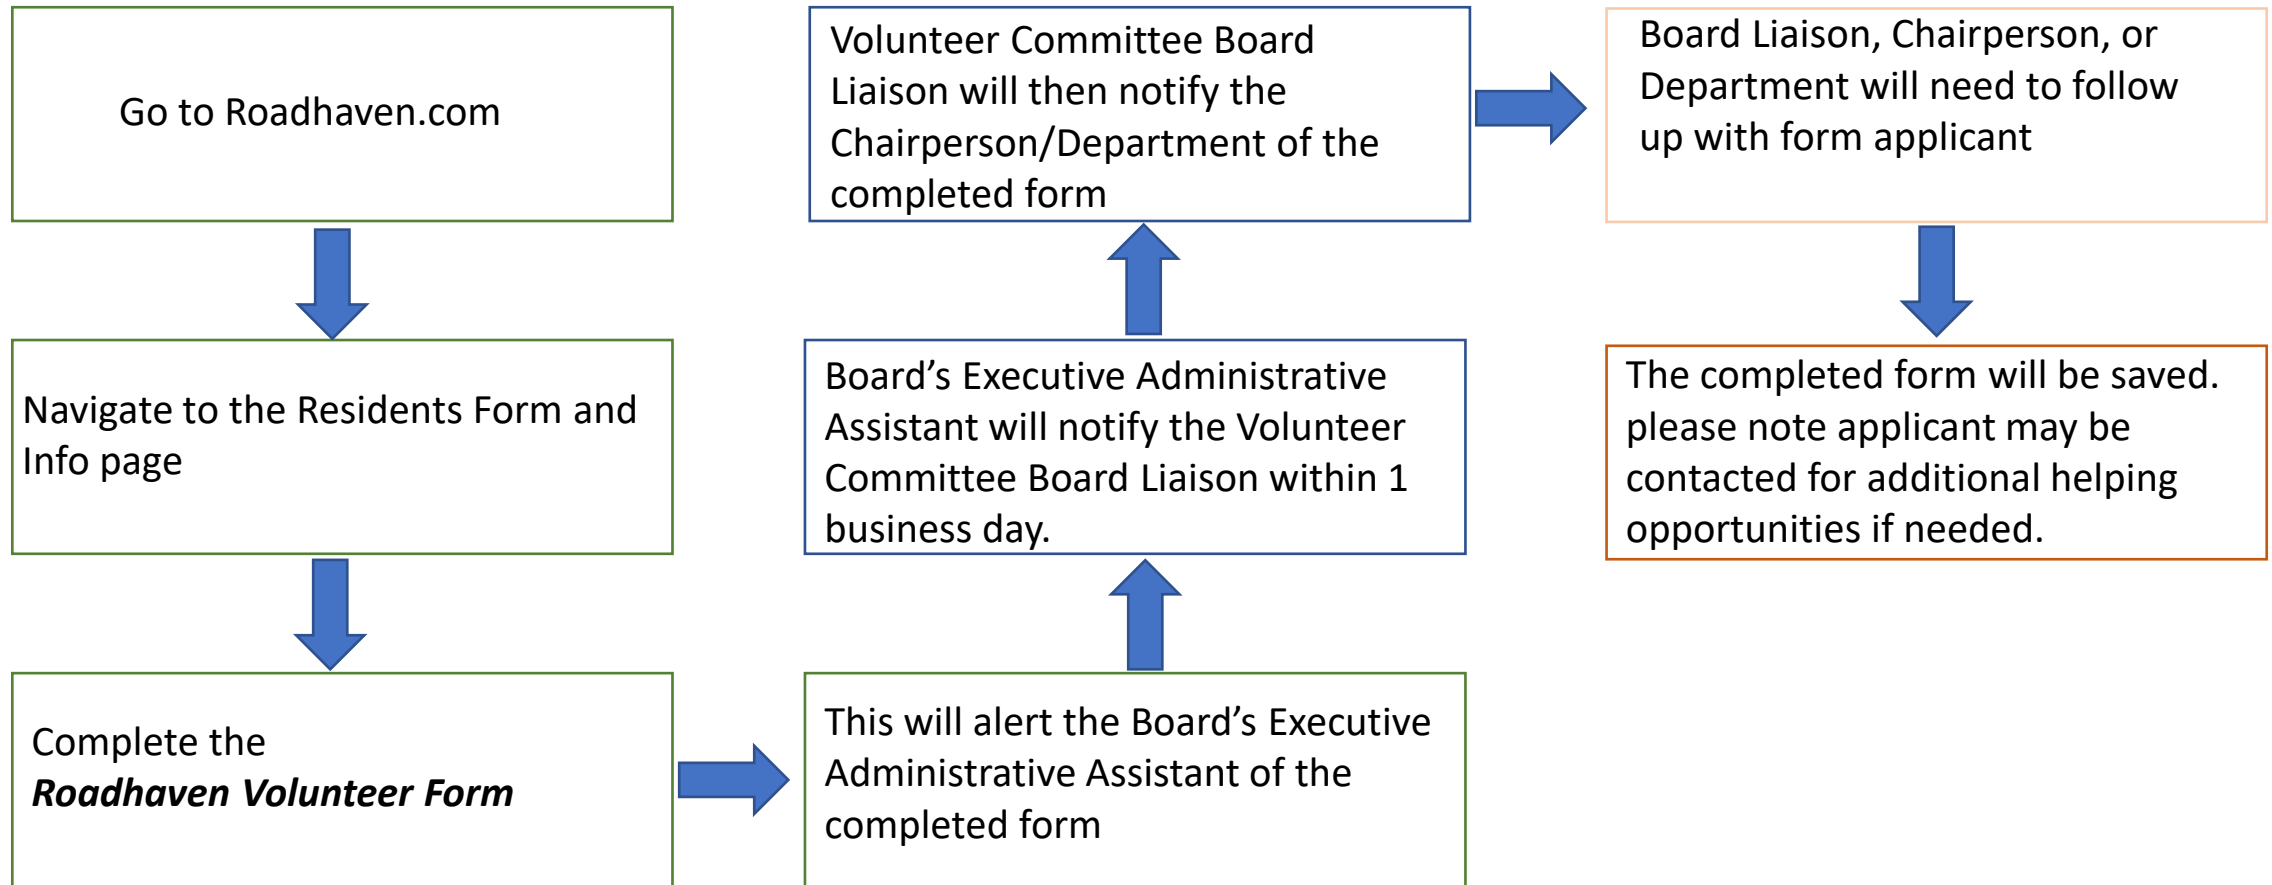 Go to Roadhaven.com
Navigate to the Residents Form and
Info page
Complete the
Roadhaven Volunteer Form
This will alert the Board’s Executive
Administrative Assistant of the
completed form
Board’s Executive Administrative
Assistant will notify the Volunteer
Committee Board Liaison within 1
business day.
Volunteer Committee Board
Liaison will then notify the
Chairperson/Department of the
completed form
Board Liaison, Chairperson, or
Department will need to follow
up with form applicant
The completed form will be saved.
please note applicant may be
contacted for additional helping
opportunities if needed.